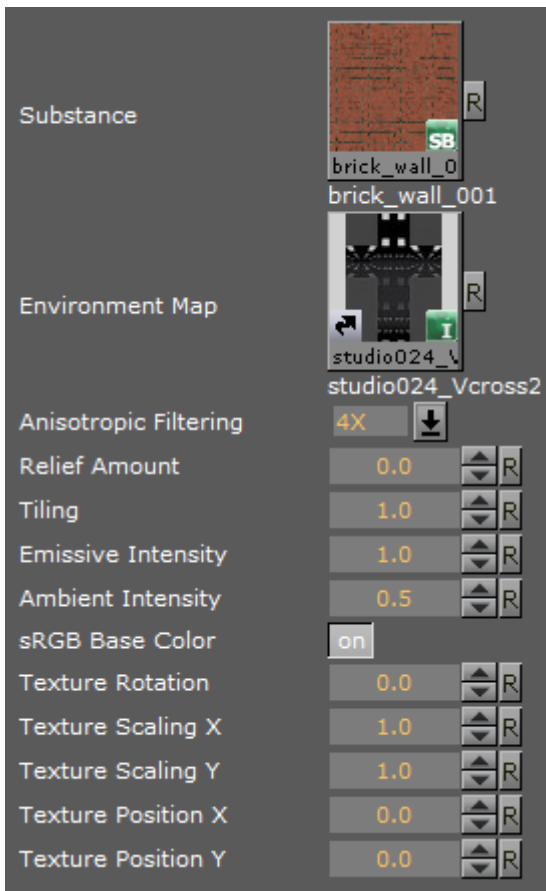 Substance
R
SB
brick_wall_0
brick_wall_001
Environment Map
R
I
studio024_V
studio024_Vcross2
Anisotropic Filtering 4X
Relief Amount 0.0 R
Tiling 1.0 R
Emissive Intensity 1.0 R
Ambient Intensity 0.5 R
sRGB Base Color on
Texture Rotation 0.0 R
Texture Scaling X 1.0 R
Texture Scaling Y 1.0 R
Texture Position X 0.0 R
Texture Position Y 0.0 R